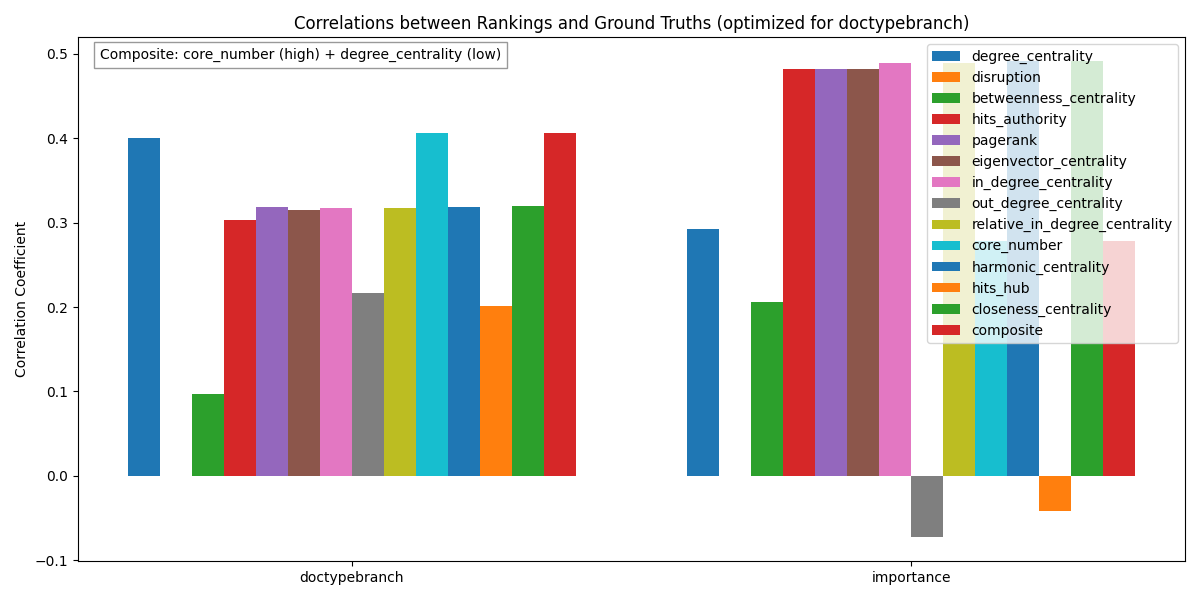 Correlations between Rankings and Ground Truths (optimized for doctypebranch)
Composite: core_number (high) + degree_centrality (low)
degree_centrality
disruption
betweenness_centrality
hits_authority
pagerank
eigenvector_centrality
in_degree_centrality
out_degree_centrality
relative_in_degree_centrality
core_number
harmonic_centrality
hits_hub
closeness_centrality
composite
Correlation Coefficient
0.5
0.4
0.3
0.2
0.1
0.0
−0.1
doctypebranch
importance